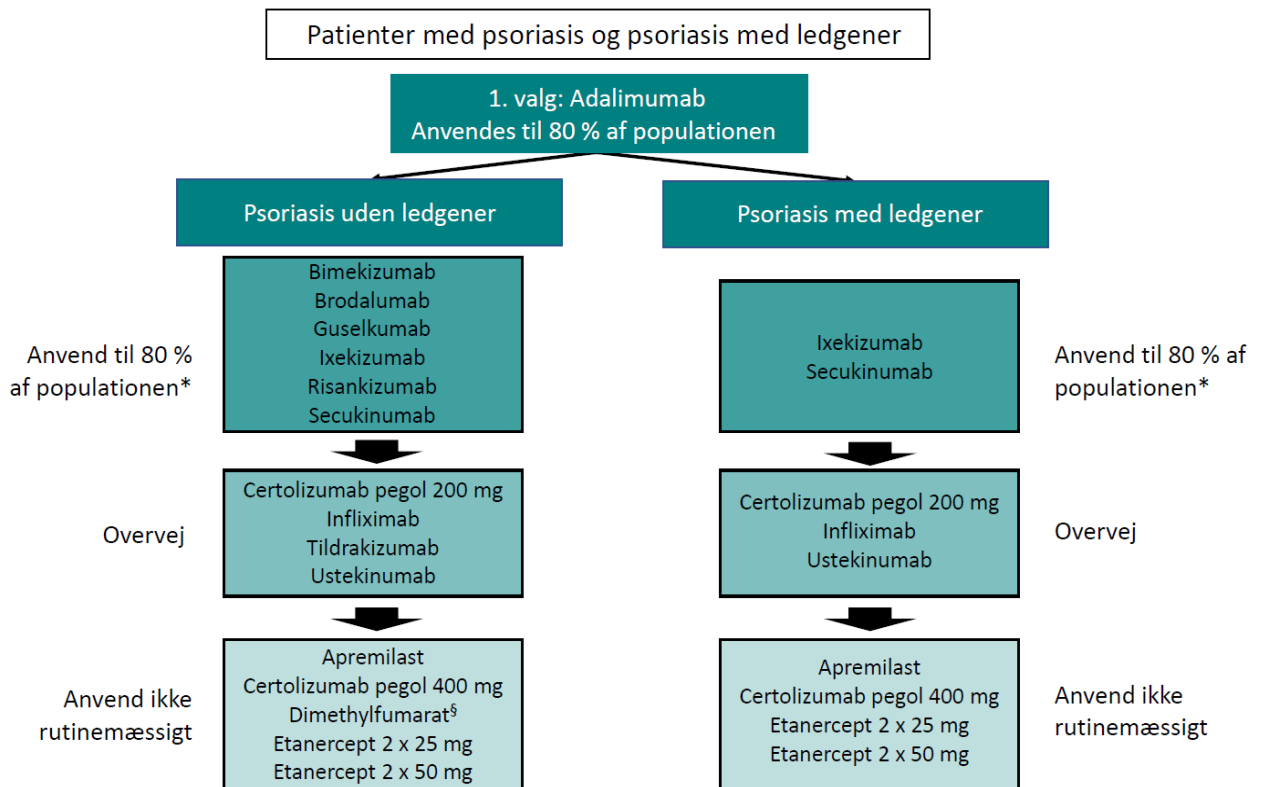 Patienter med psoriasis og psoriasis med ledgener
1. valg: Adalimumab
Anvendes til 80 % af populationen
Psoriasis uden ledgener
Psoriasis med ledgener
Anvend til 80 %
af populationen*
Bimekizumab
Brodalumab
Guselkumab
Ixekizumab
Risankizumab
Secukinumab
Ixekizumab
Secukinumab
Anvend til 80 % af
populationen*
Overvej
Certolizumab pegol 200 mg
Infliximab
Tildrakizumab
Ustekinumab
Certolizumab pegol 200 mg
Infliximab
Ustekinumab
Overvej
Anvend ikke
rutinemæssigt
Apremilast
Certolizumab pegol 400 mg
Dimethylfumarat§
Etanercept 2 x 25 mg
Etanercept 2 x 50 mg
Apremilast
Certolizumab pegol 400 mg
Etanercept 2 x 25 mg
Etanercept 2 x 50 mg
Anvend ikke
rutinemæssigt